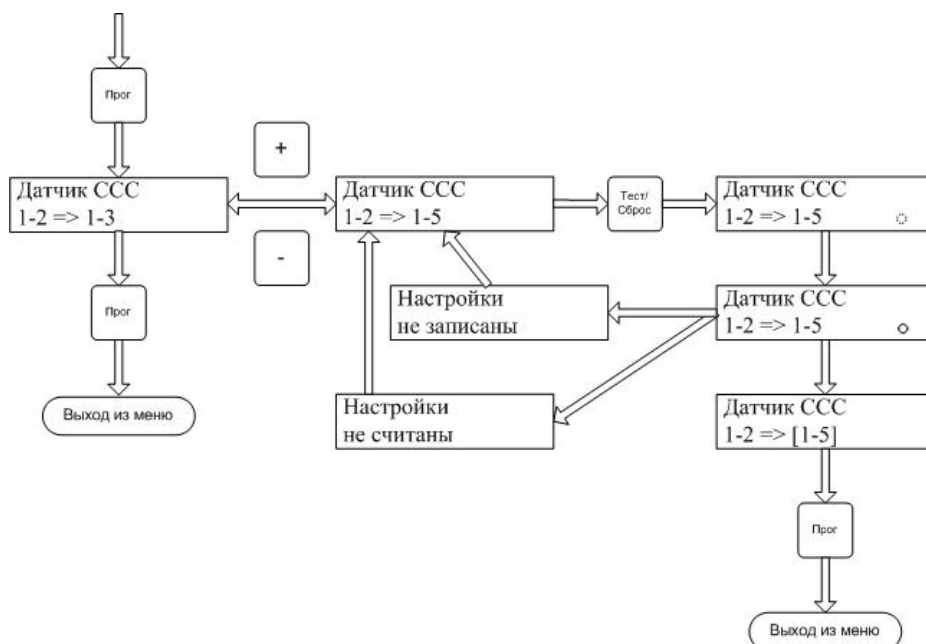 Прог
+
Датчик ССС
1-2 => 1-3
Датчик ССС
1-2 => 1-5
Тест/
Сброс
Датчик ССС
1-2 => 1-5
-
Прог
Настройки
не записаны
Датчик ССС
1-2 => 1-5
Выход из меню
Настройки
не считаны
Датчик ССС
1-2 => [1-5]
Прог
Выход из меню